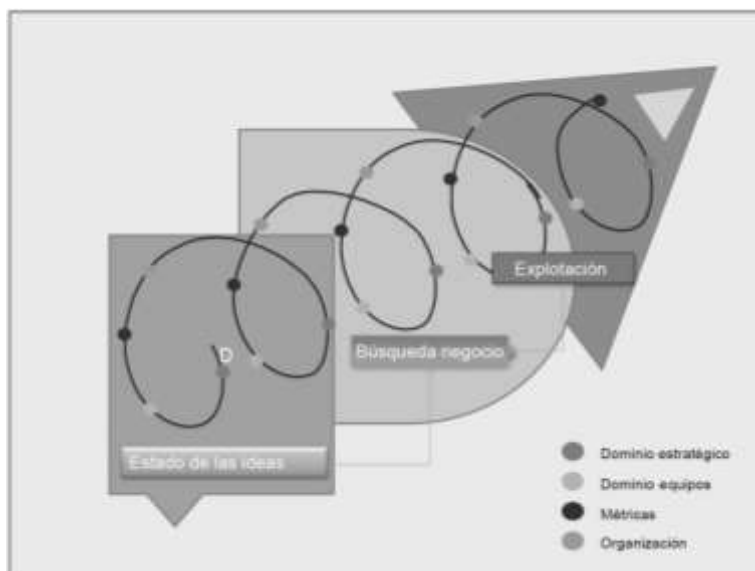 Explotación
Búsqueda negocio
D
Estado de las ideas
Dominio estratégico
Dominio equipos
Métricas
Organización